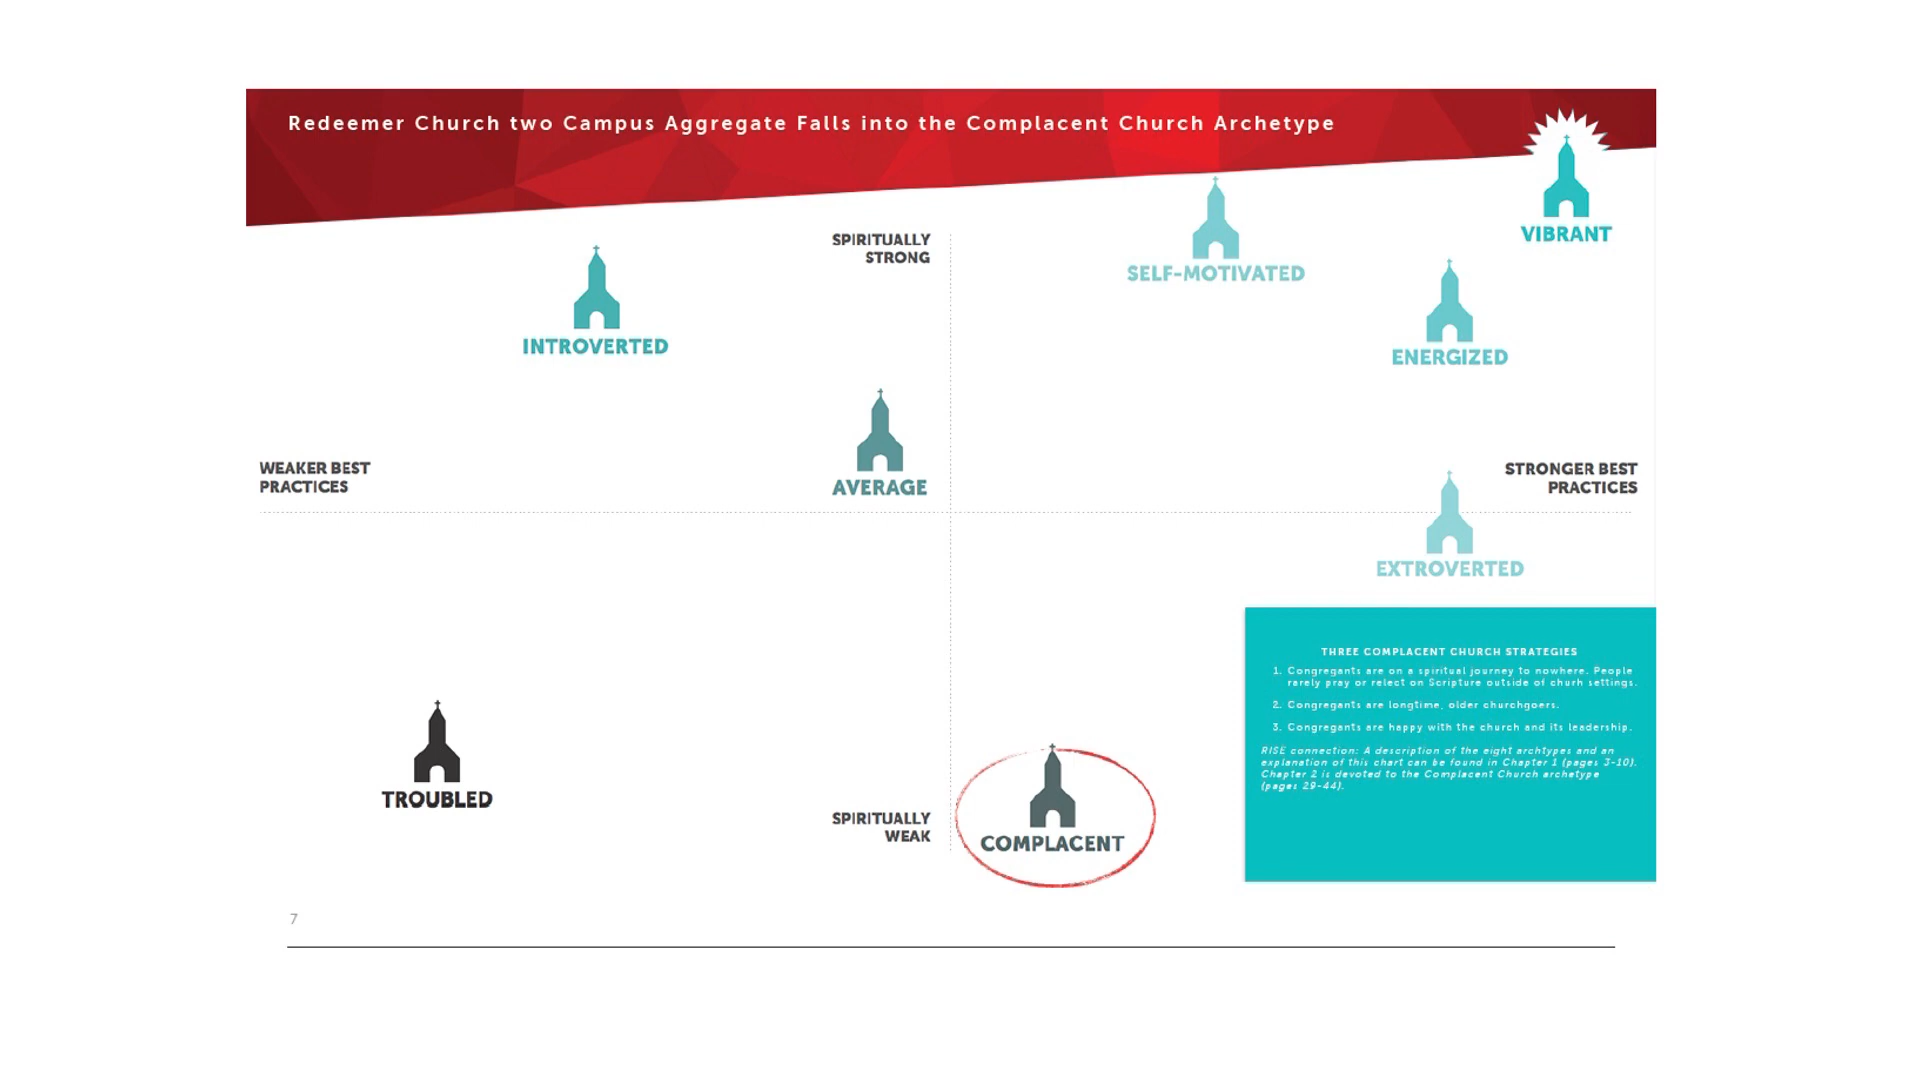 Redeemer Church two Campus Aggregate Falls into the Complacent Church Archetype
VIBRANT
SPIRITUALLY
STRONG
SELF-MOTIVATED
INTROVERTED
ENERGIZED
AVERAGE
WEAKER BEST
PRACTICES
STRONGER BEST
PRACTICES
EXTROVERTED
THREE COMPLACENT CHURCH STRATEGIES
1. Congregants are on a spiritual journey to nowhere. People
rarely pray or relect on Scripture outside of churh settings.
2. Congregants are longtime, older churchgoers.
3. Congregants are happy with the church and its leadership.
RISE connection: A description of the eight archtypes and an
explanation of this chart can be found in Chapter 1 (pages 3-10).
Chapter 2 is devoted to the Complacent Church archetype
(pages 29-44).
TROUBLED
SPIRITUALLY
WEAK
COMPLACENT
7